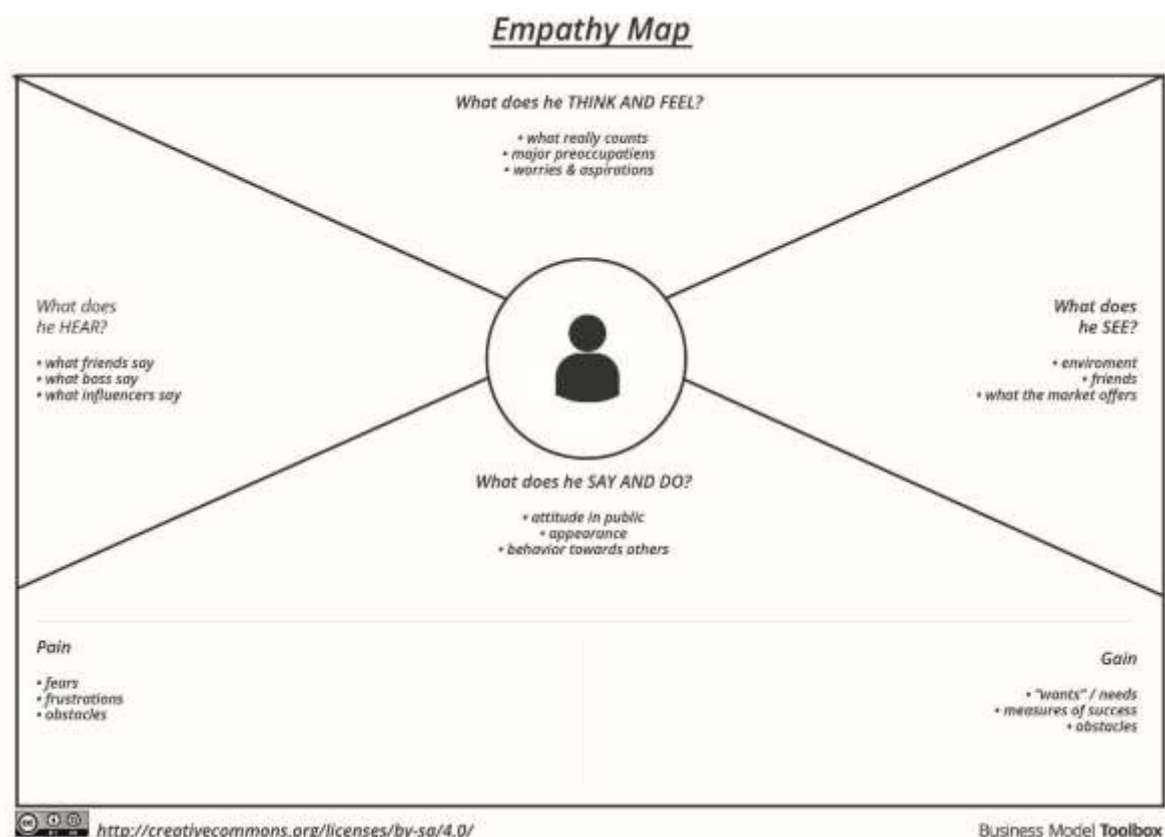 Empathy Map
What does he THINK AND FEEL?
• what really counts
• major preoccupatiens
• worries & aspirations
What does
he HEAR?
• what friends say
• what boss say
• what influencers say
What does
he SEE?
• enviroment
• friends
• what the market offers
What does he SAY AND DO?
• attitude in public
• appearance
• behavior towards others
Pain
• fears
• frustrations
• obstacles
Gain
• "wants" / needs
• measures of success
• obstacles
http://creativecommons.org/licenses/by-sa/4.0/
Business Model Toolbox